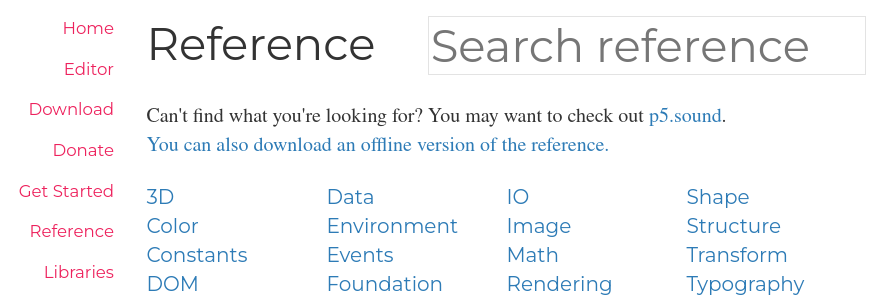 Home
Editor
Download
Donate
Get Started
Reference
Libraries
Reference
Search reference
Can't find what you're looking for? You may want to check out p5.sound.
You can also download an offline version of the reference.
3D
Color
Constants
DOM
Data
Environment
Events
Foundation
IO
Image
Math
Rendering
Shape
Structure
Transform
Typography